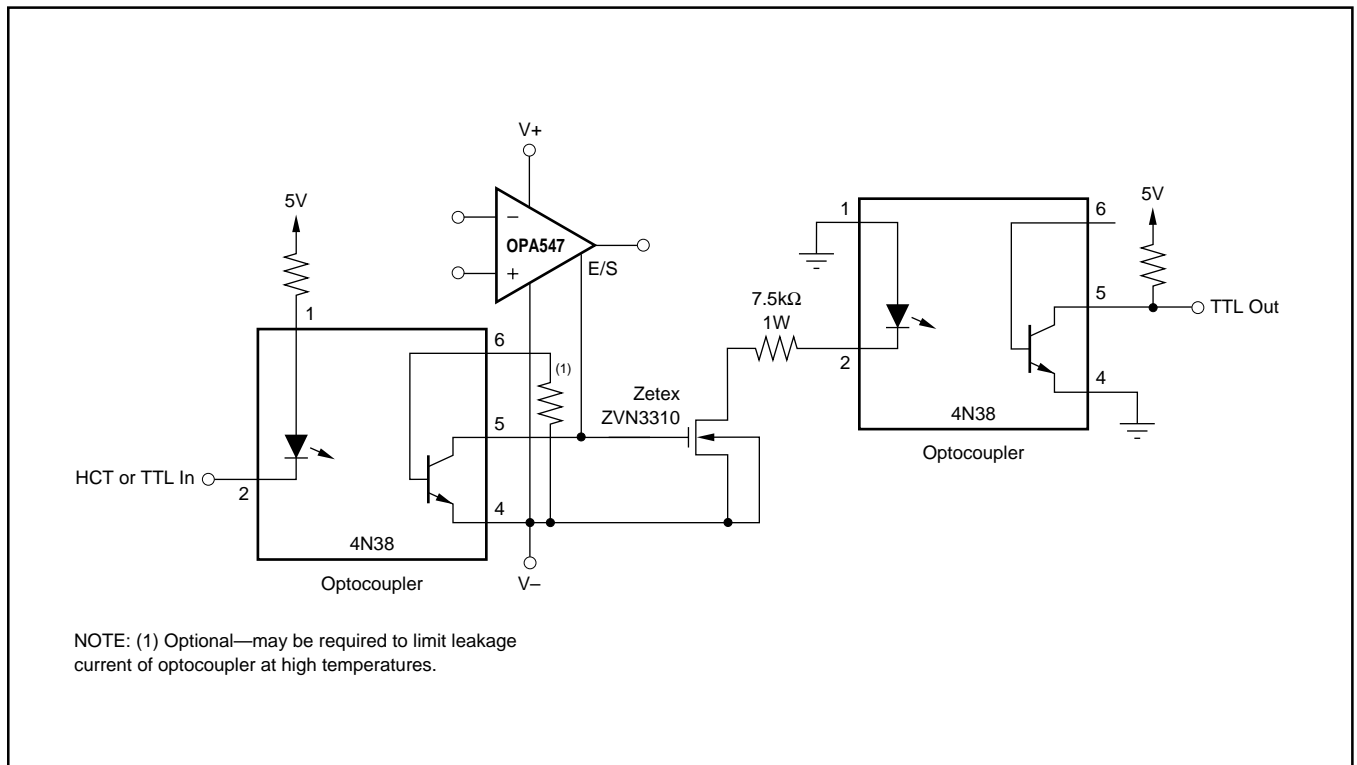 V+
5V
–
OPA547
+
E/S
1
6
(1)
5
4
2
HCT or TTL In
4N38
Optocoupler
V–
Zetex
ZVN3310
7.5kΩ
1W
1
2
6
5V
5
TTL Out
4
4N38
Optocoupler
NOTE: (1) Optional—may be required to limit leakage
current of optocoupler at high temperatures.